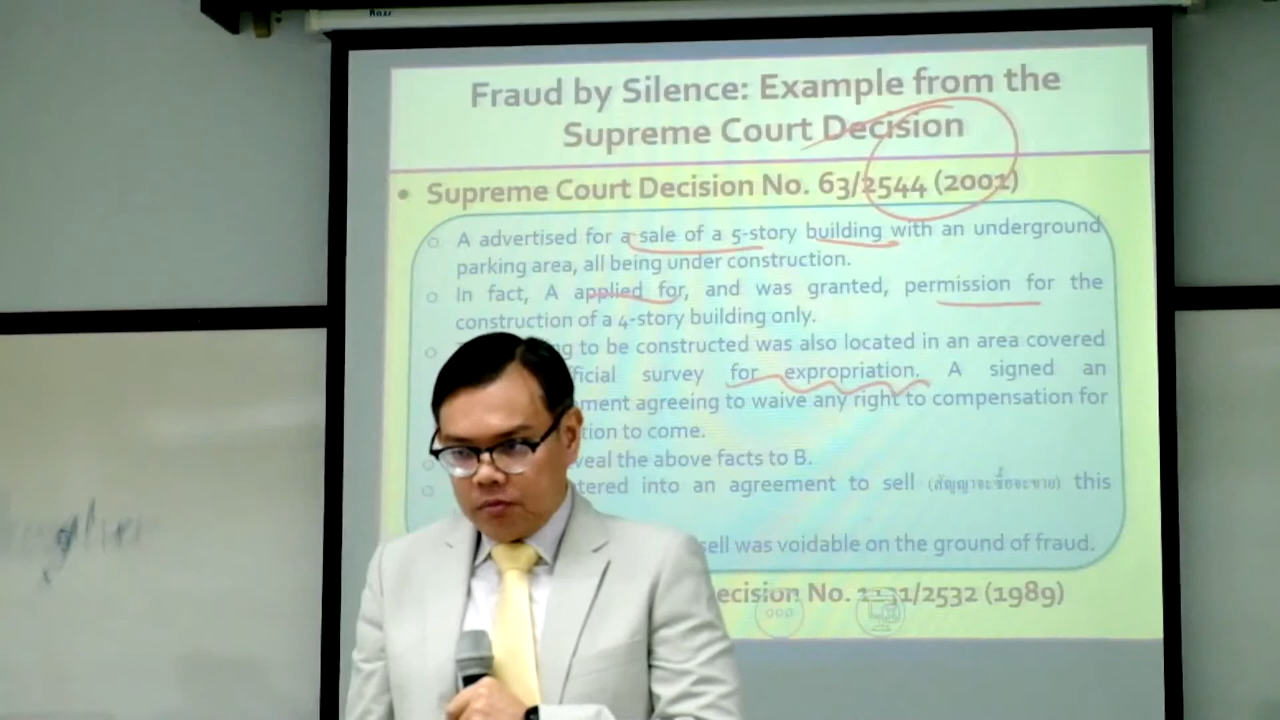 Fraud by Silence: Example from the
Supreme Court Decision
• Supreme Court Decision No. 63/2544 (2001)
o A advertised for a sale of a 5-story building with an underground
parking area, all being under construction.
o In fact, A applied for, and was granted, permission for the
construction of a 4-story building only.
o to be constructed was also located in an area covered
survey for expropriation. A signed an
agreeing to waive any right to compensation for
to come.
o the above facts to B.
o into an agreement to sell (สัญญาจะซื้อจะขาย) this
sell was voidable on the ground of fraud.
No. /2532 (1989)